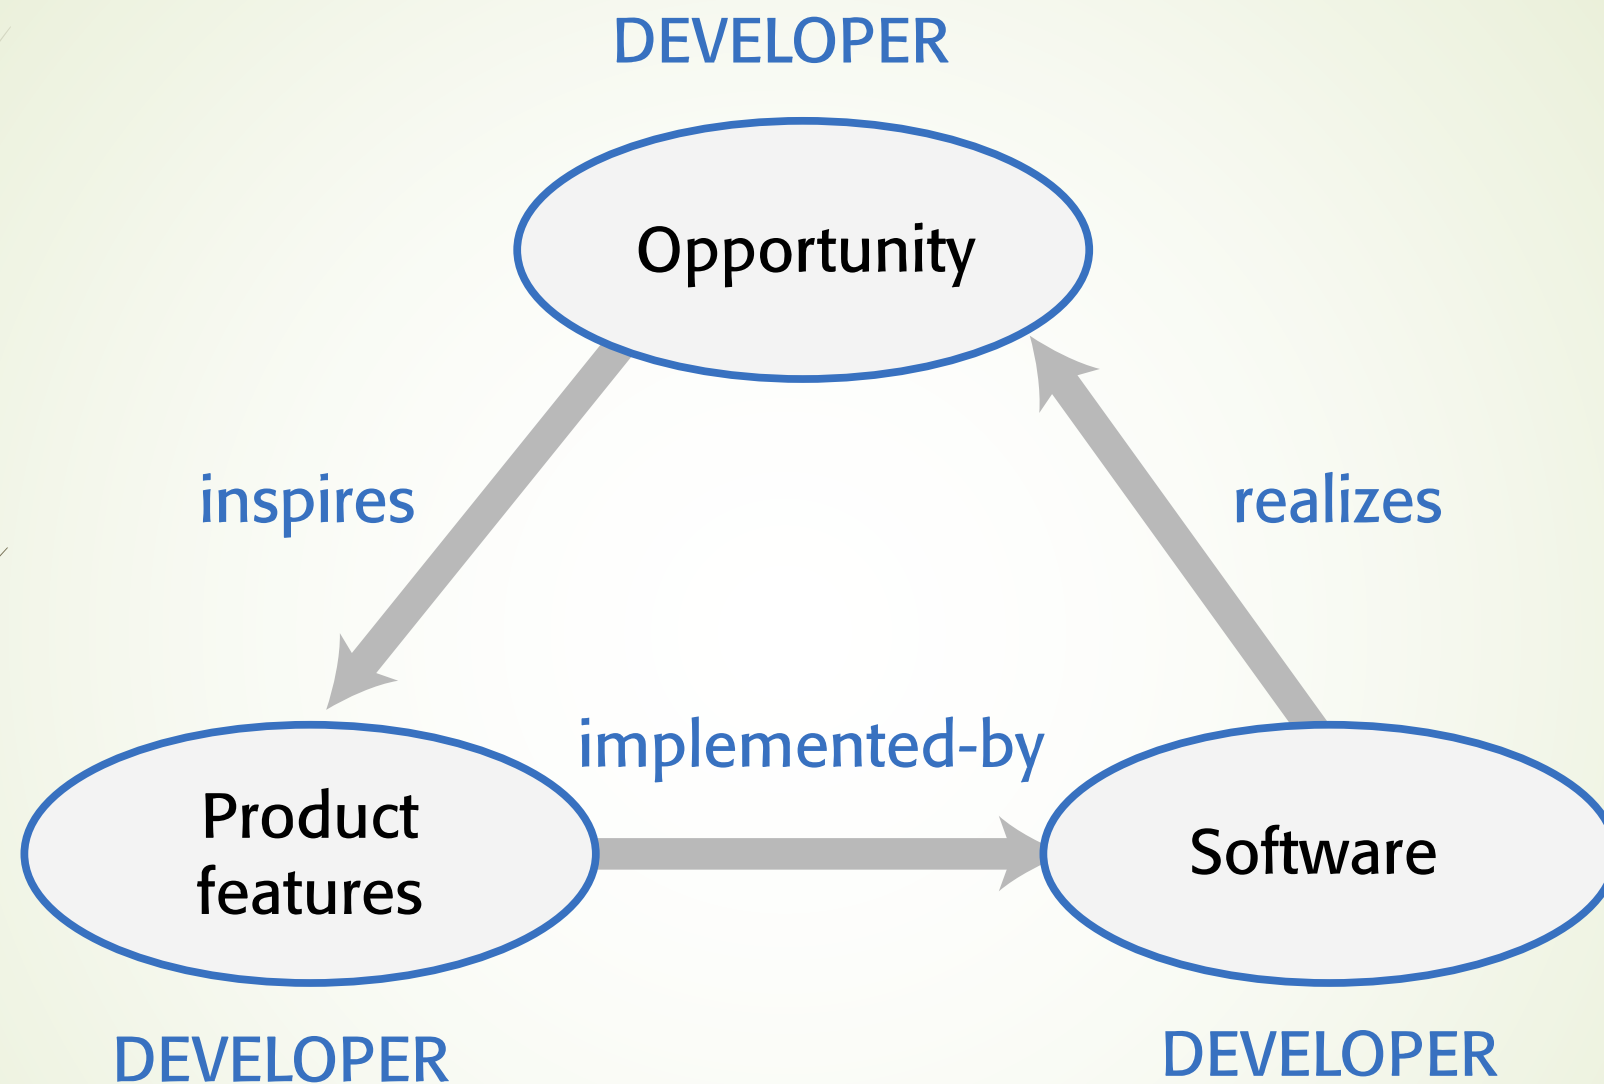 DEVELOPER
Opportunity
inspires
realizes
implemented-by
Product
features
Software
DEVELOPER
DEVELOPER